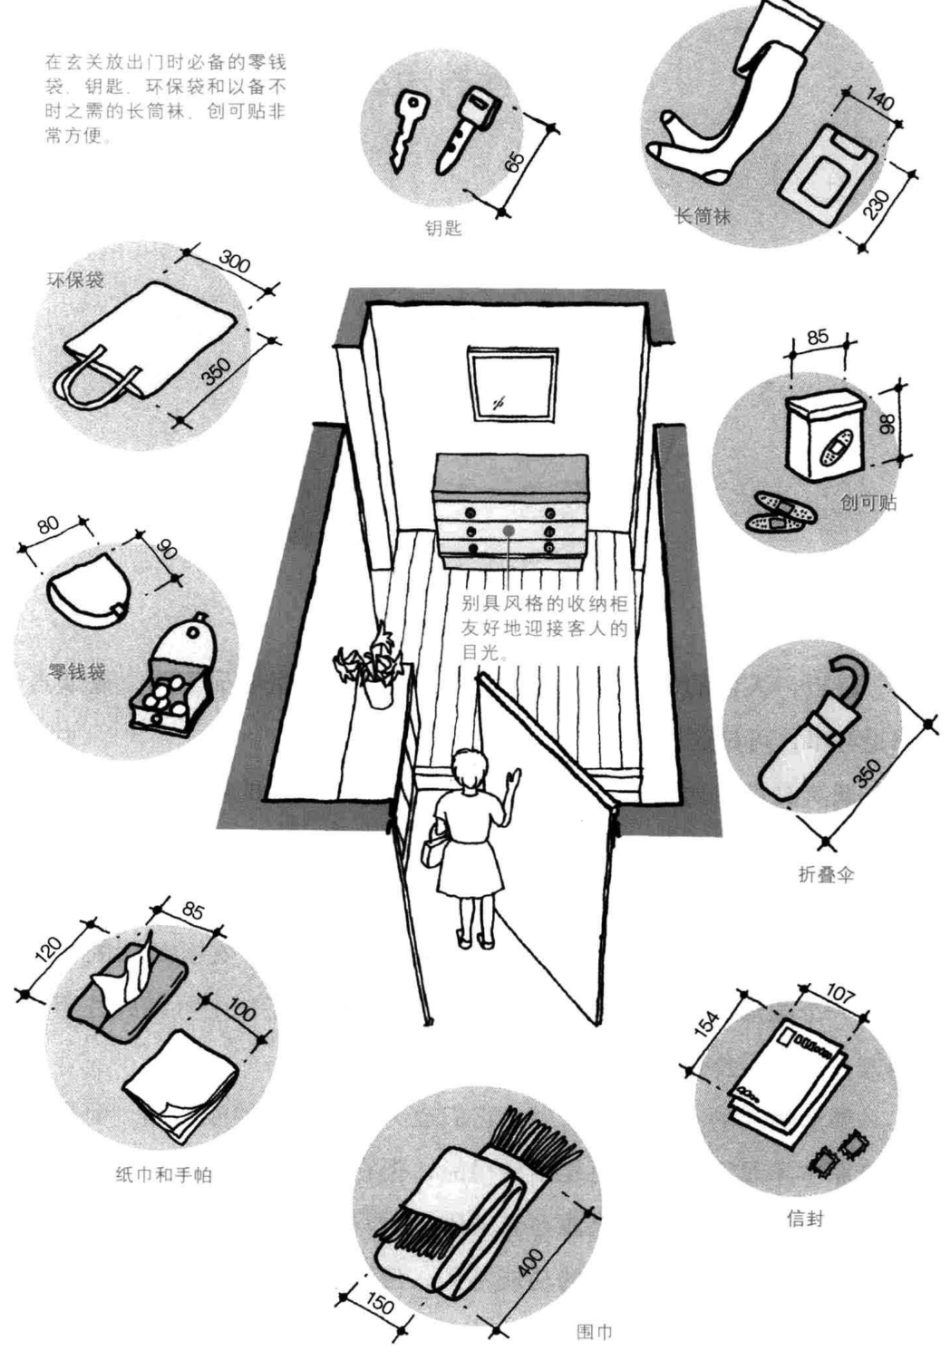 在玄关放出门时必备的零钱
袋、钥匙、环保袋和以备不
时之需的长筒袜、创可贴非
常方便。
65
钥匙
140
230
长筒袜
环保袋
300
350
85
98
创可贴
80
90
零钱袋
别具风格的收纳柜
友好地迎接客人的
目光。
350
折叠伞
120
85
100
纸巾和手帕
154
107
信封
400
150
围巾